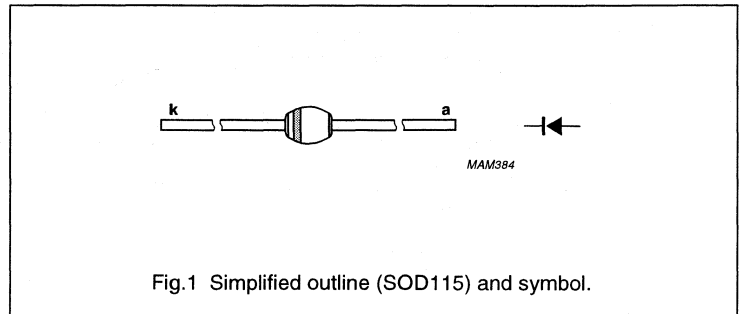 k
a
MAM384
Fig.1 Simplified outline (SOD115) and symbol.